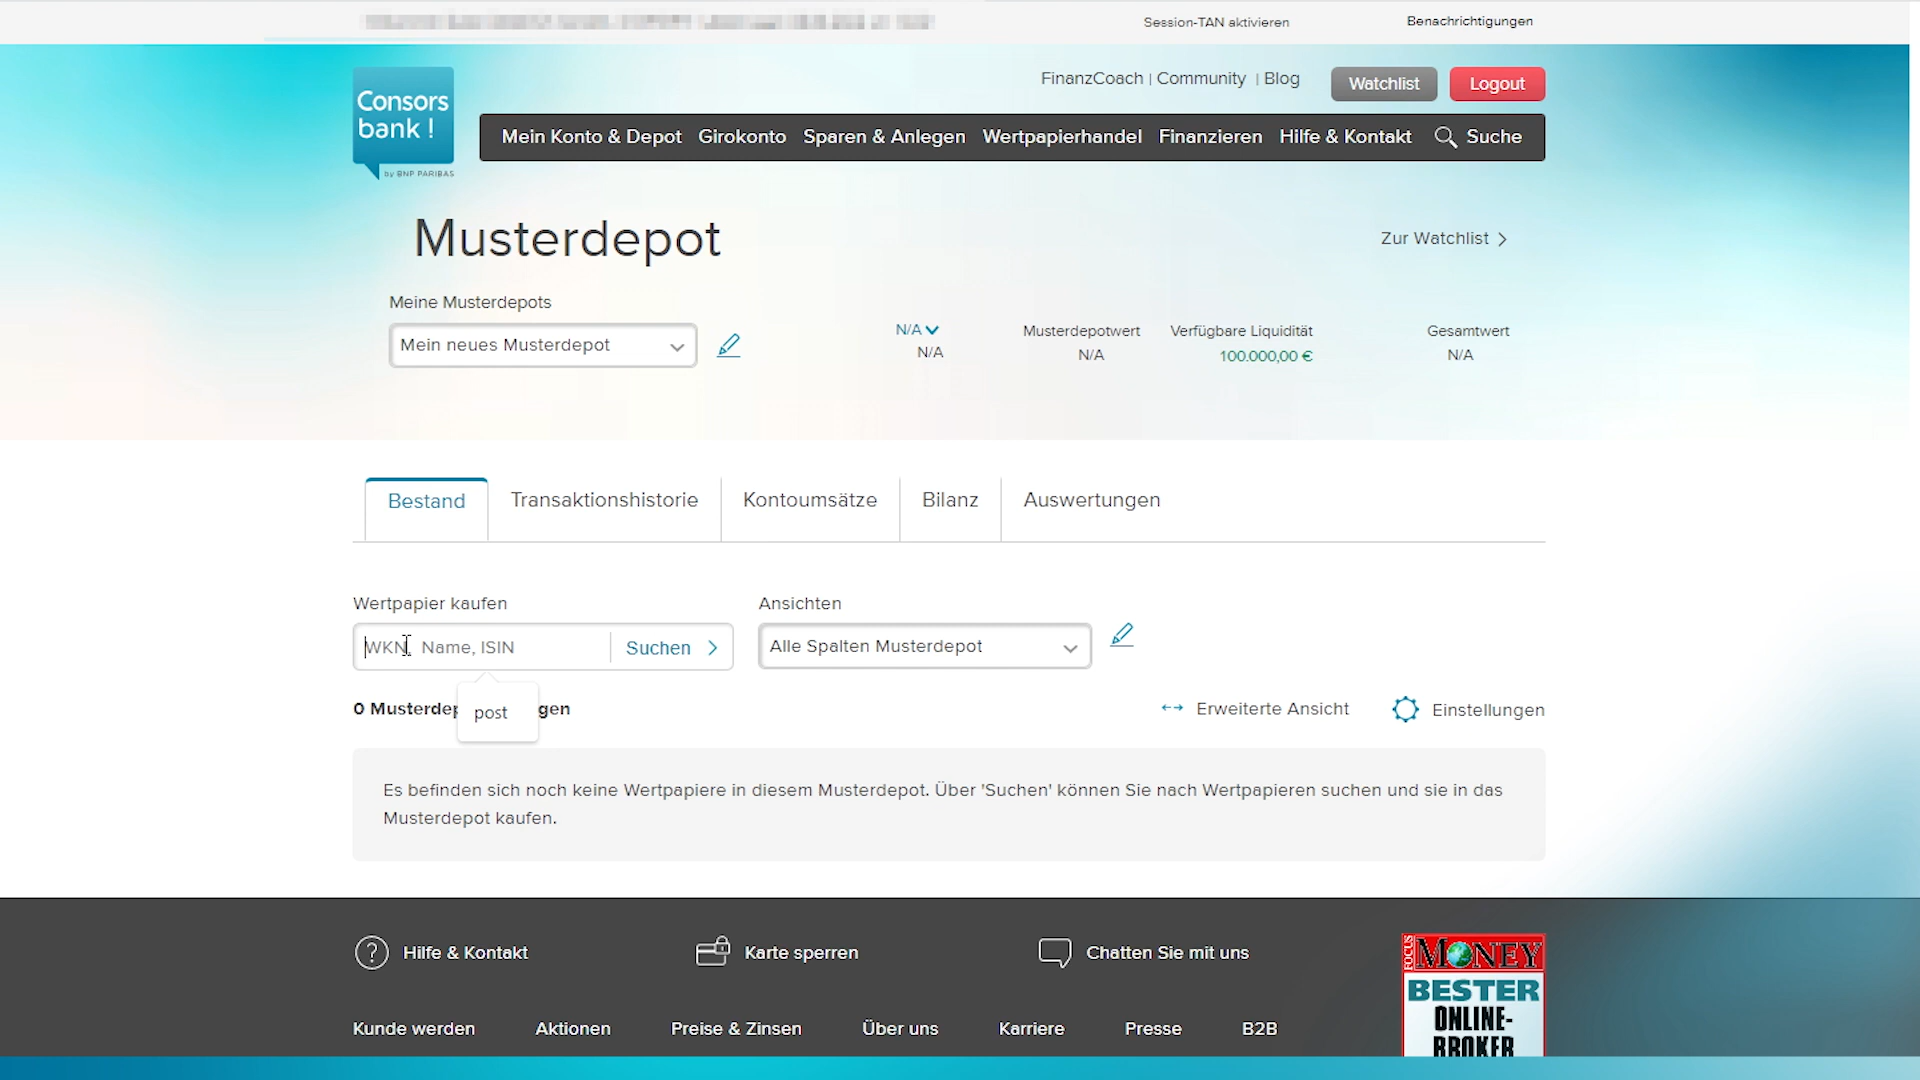 Session-TAN aktivieren
Benachrichtigungen
FinanzCoach | Community | Blog
Watchlist
Logout
Consors
bank !
by BNP PARIBAS
Mein Konto & Depot Girokonto Sparen & Anlegen Wertpapierhandel Finanzieren Hilfe & Kontakt Suche
Musterdepot
Zur Watchlist
Meine Musterdepots
Mein neues Musterdepot
N/A
N/A
Musterdepotwert
N/A
Verfügbare Liquidität
100.000,00 €
Gesamtwert
N/A
Bestand
Transaktionshistorie
Kontoumsätze
Bilanz
Auswertungen
Wertpapier kaufen
WKN, Name, ISIN
Suchen
Ansichten
Alle Spalten Musterdepot
post
0 Musterdep gen
Erweiterte Ansicht
Einstellungen
Es befinden sich noch keine Wertpapiere in diesem Musterdepot. Über 'Suchen' können Sie nach Wertpapieren suchen und sie in das
Musterdepot kaufen.
Hilfe & Kontakt
Karte sperren
Chatten Sie mit uns
Kunde werden
Aktionen
Preise & Zinsen
Über uns
Karriere
Presse
B2B
FOCUS
MONEY
BESTER
ONLINE-
BROKER